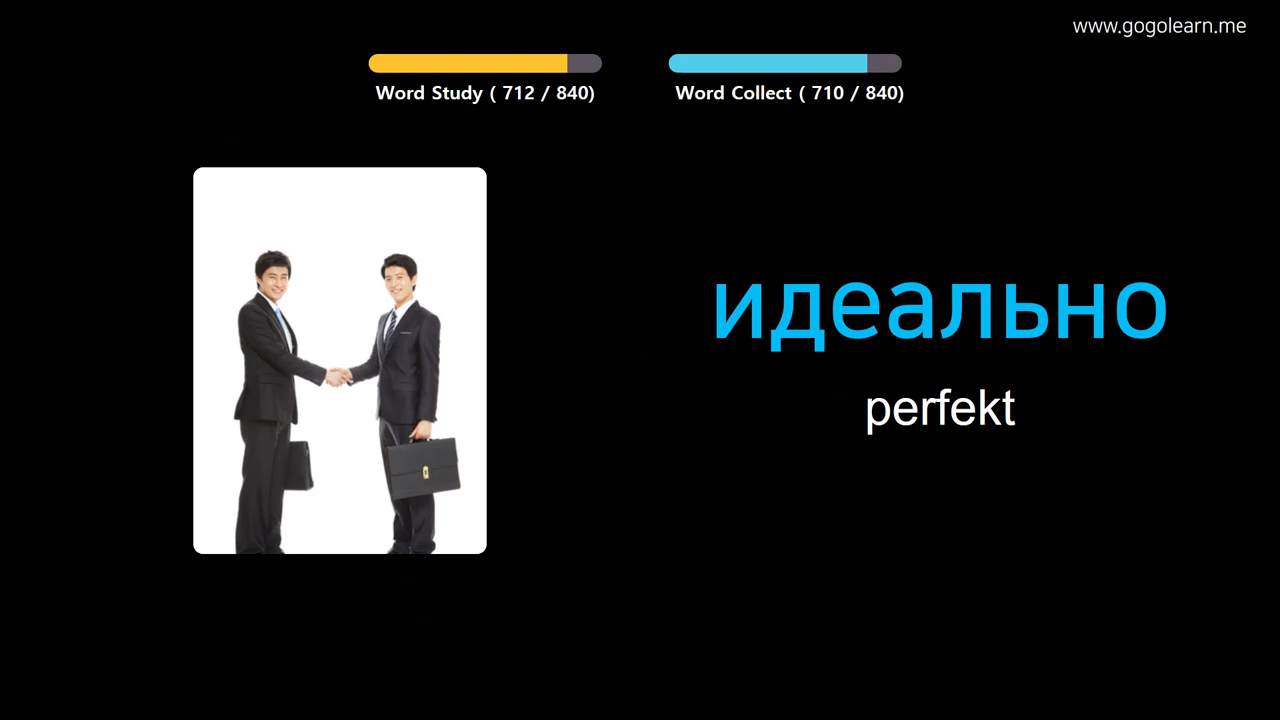 www.gogolearn.me
Word Study ( 712 / 840)
Word Collect ( 710 / 840)
идеально
perfekt